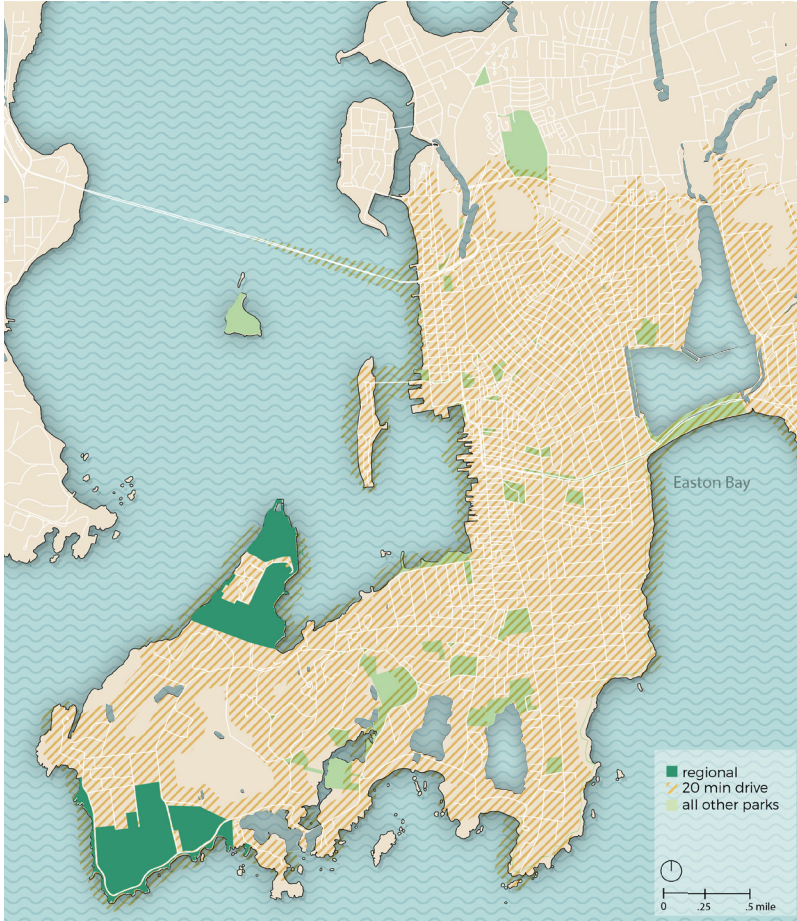 Easton Bay
regional
20 min drive
all other parks
0 .25 .5 mile